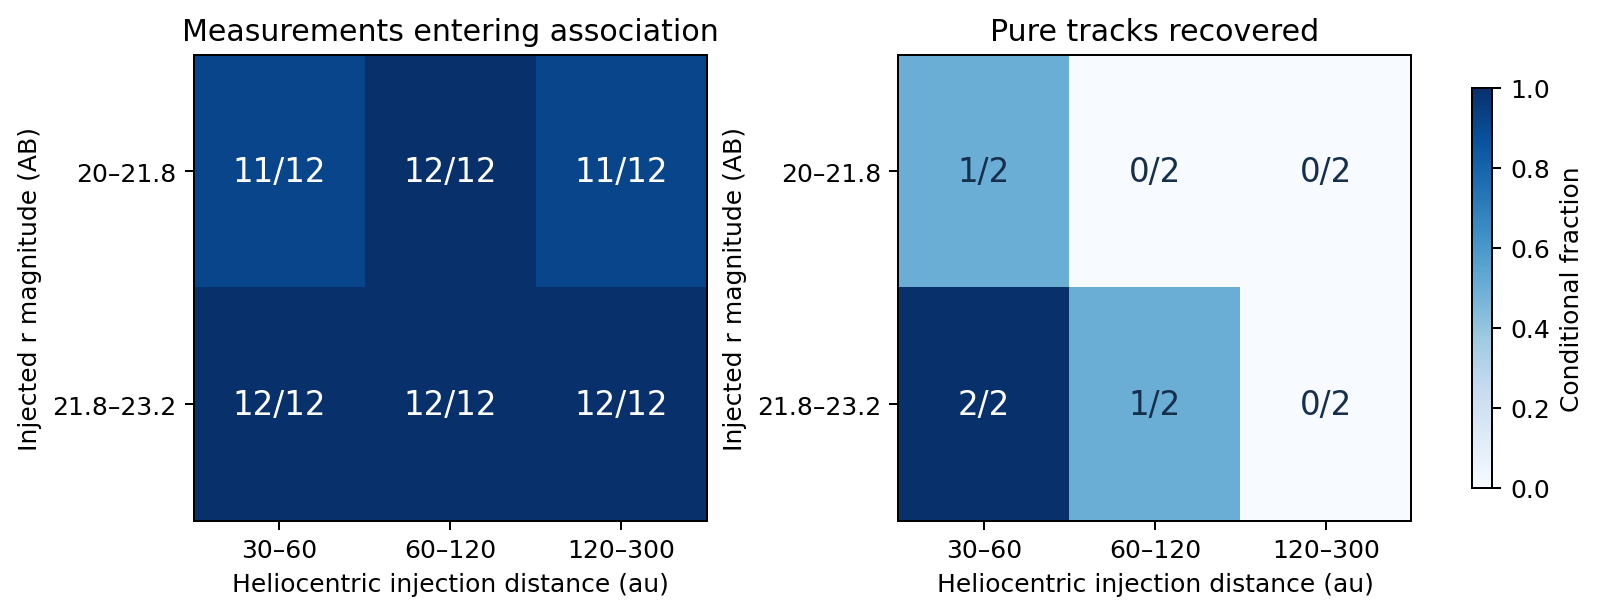 Measurements entering association
Injected r magnitude (AB)
20–21.8
21.8–23.2
11/12 12/12 11/12
12/12 12/12 12/12
30–60 60–120 120–300
Heliocentric injection distance (au)
Pure tracks recovered
Injected r magnitude (AB)
20–21.8
21.8–23.2
1/2 0/2 0/2
2/2 1/2 0/2
30–60 60–120 120–300
Heliocentric injection distance (au)
1.0
0.8
0.6
0.4
0.2
0.0
Conditional fraction